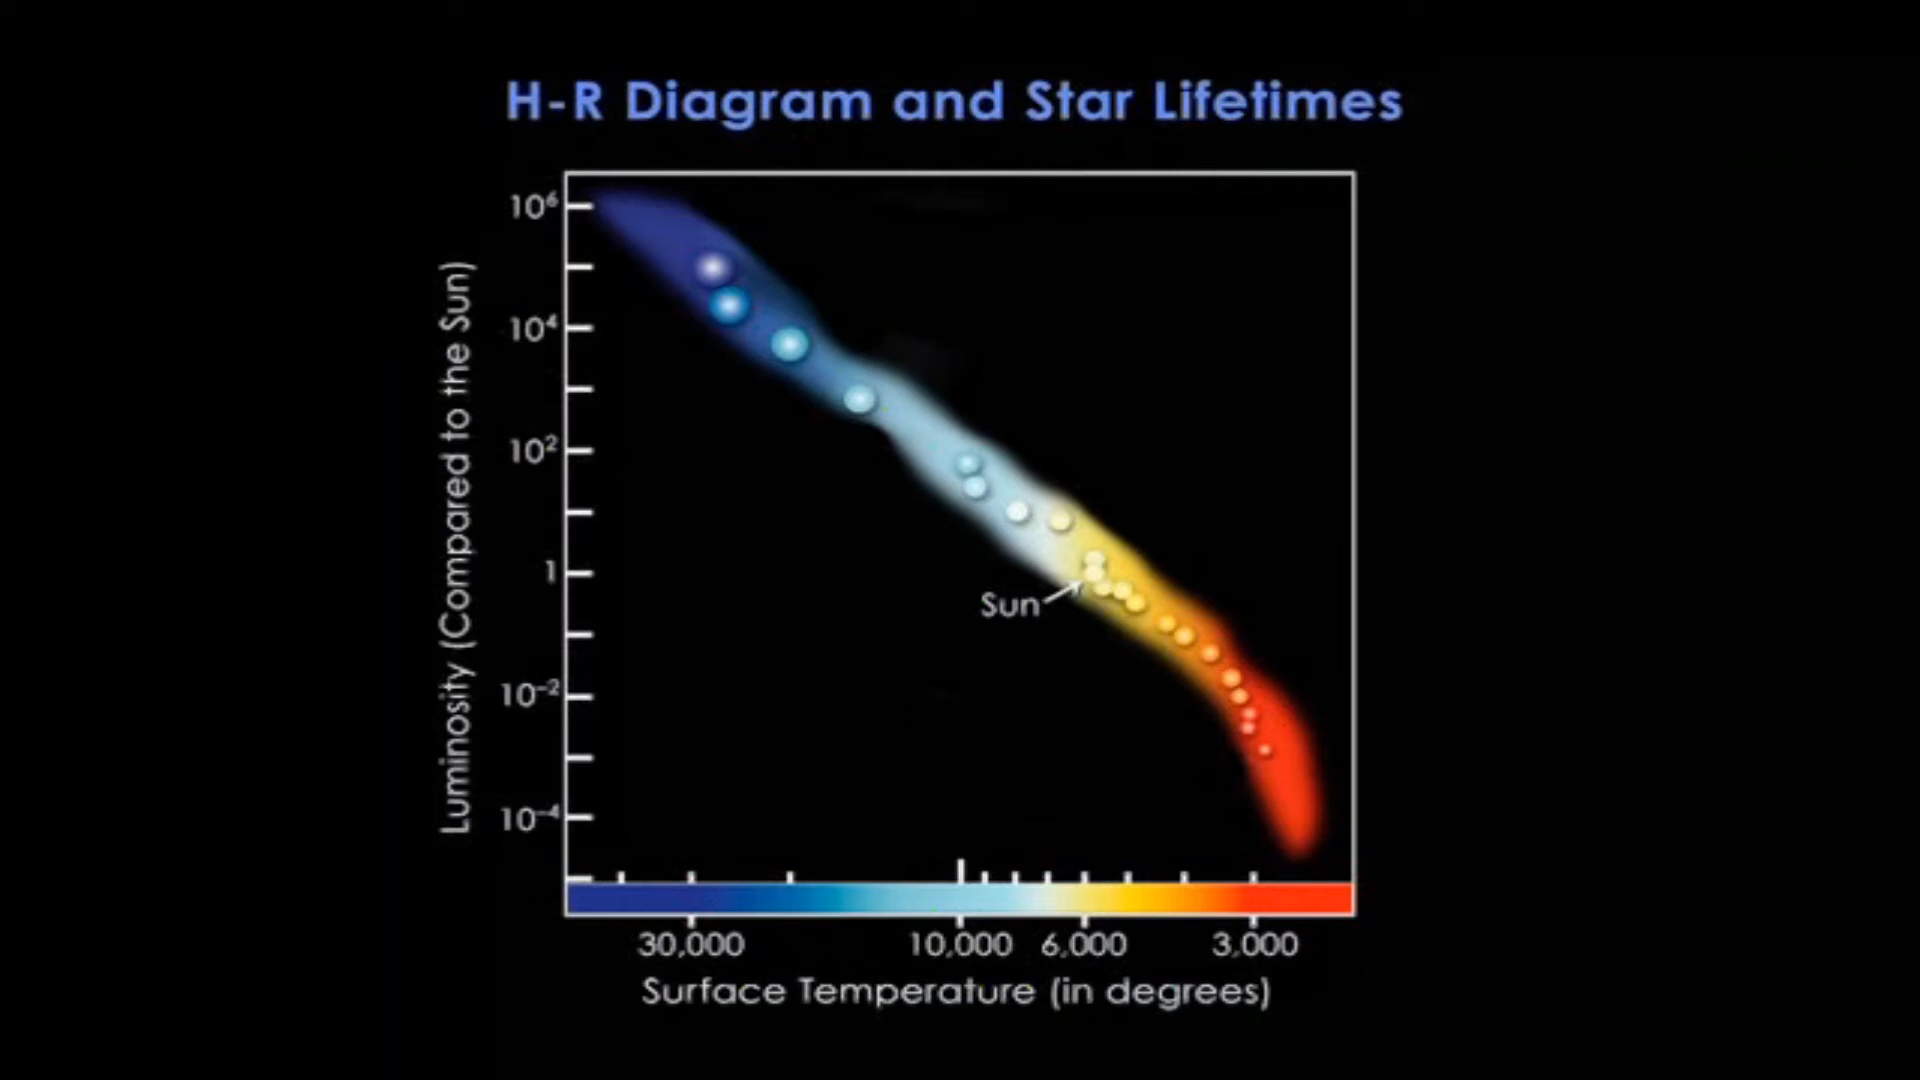 H-R Diagram and Star Lifetimes
Luminosity (Compared to the Sun)
10⁶
10⁴
10²
1
10⁻²
10⁻⁴
Sun
30,000 10,000 6,000 3,000
Surface Temperature (in degrees)